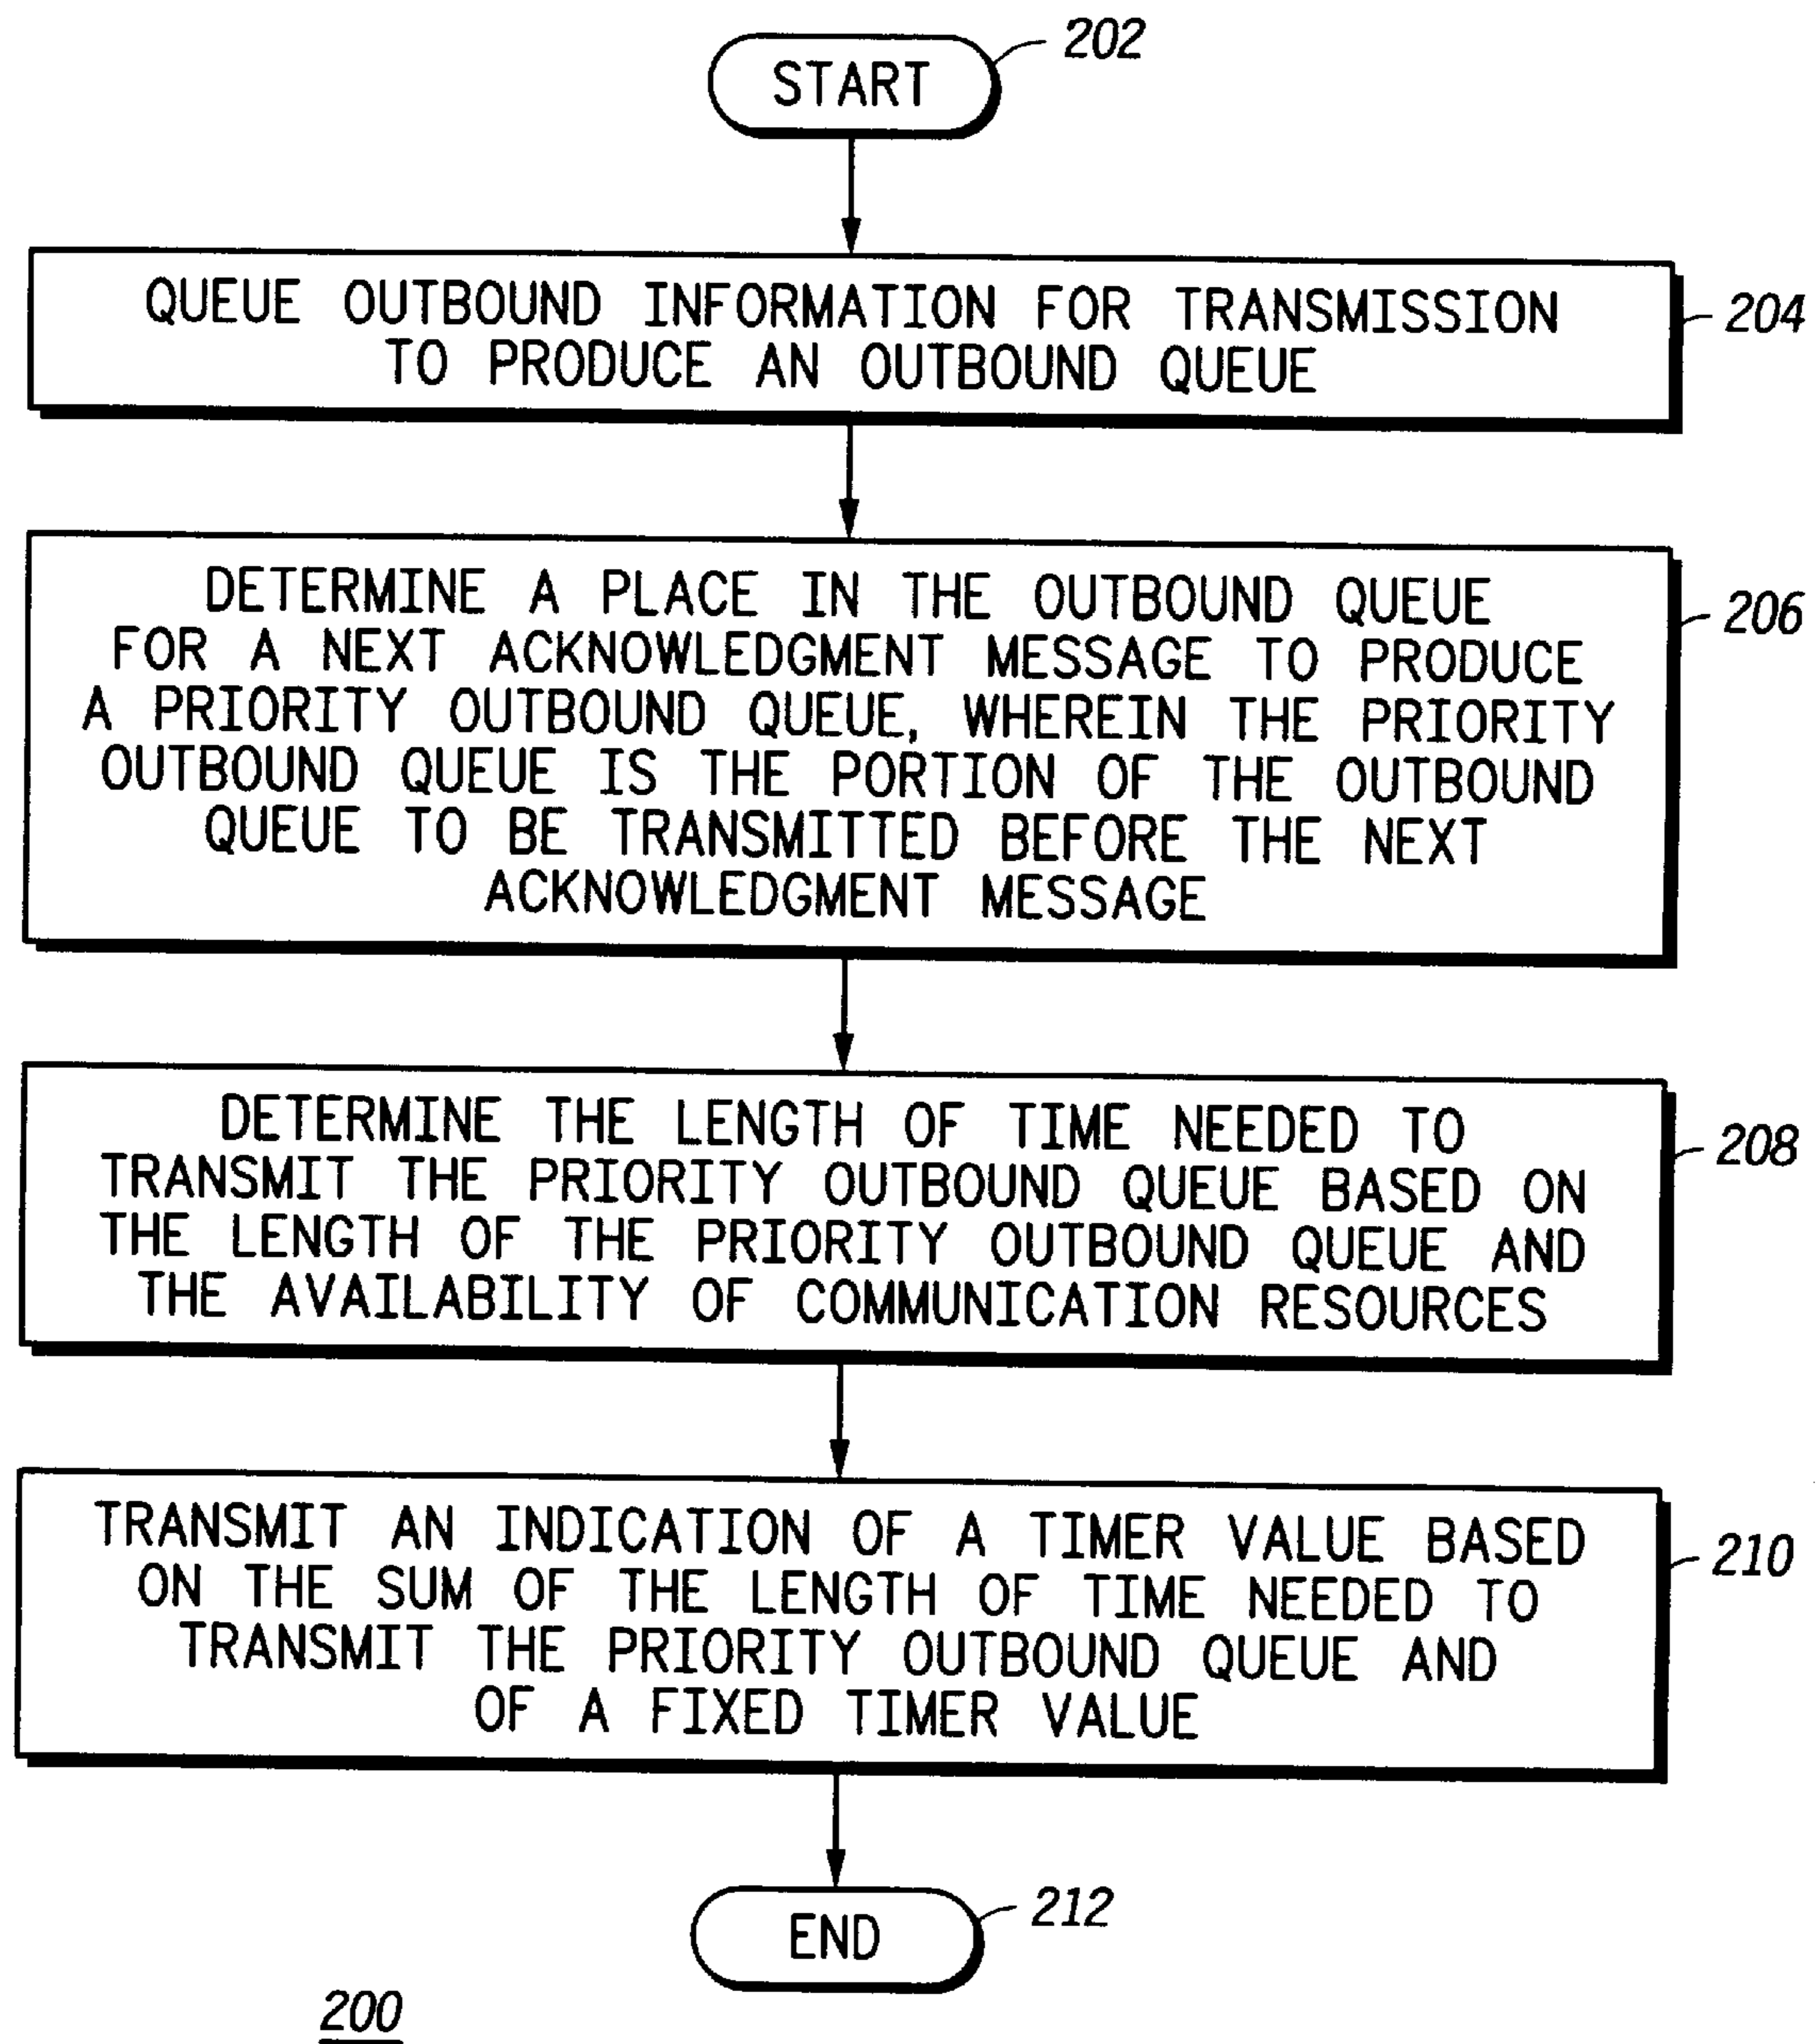 START
202
QUEUE OUTBOUND INFORMATION FOR TRANSMISSION
TO PRODUCE AN OUTBOUND QUEUE
204
DETERMINE A PLACE IN THE OUTBOUND QUEUE
FOR A NEXT ACKNOWLEDGMENT MESSAGE TO PRODUCE
A PRIORITY OUTBOUND QUEUE, WHEREIN THE PRIORITY
OUTBOUND QUEUE IS THE PORTION OF THE OUTBOUND
QUEUE TO BE TRANSMITTED BEFORE THE NEXT
ACKNOWLEDGMENT MESSAGE
206
DETERMINE THE LENGTH OF TIME NEEDED TO
TRANSMIT THE PRIORITY OUTBOUND QUEUE BASED ON
THE LENGTH OF THE PRIORITY OUTBOUND QUEUE AND
THE AVAILABILITY OF COMMUNICATION RESOURCES
208
TRANSMIT AN INDICATION OF A TIMER VALUE BASED
ON THE SUM OF THE LENGTH OF TIME NEEDED TO
TRANSMIT THE PRIORITY OUTBOUND QUEUE AND
OF A FIXED TIMER VALUE
210
END
212
200